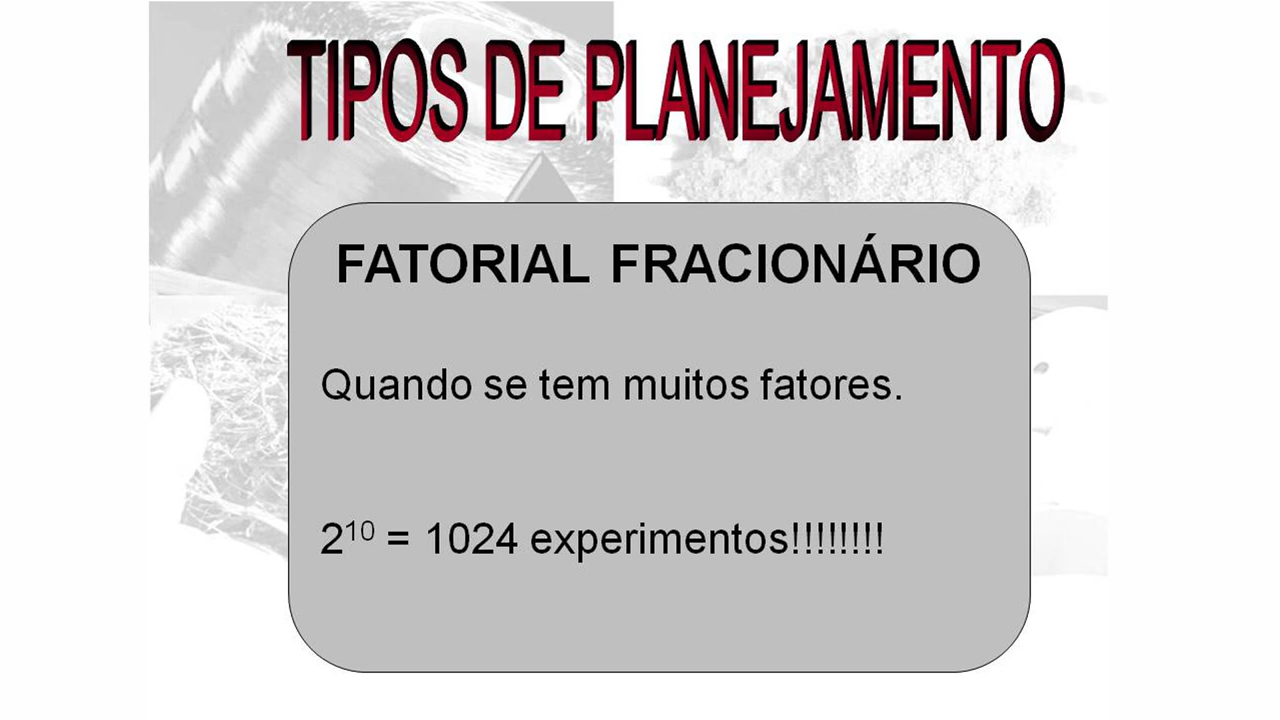 TIPOS DE PLANEJAMENTO
FATORIAL FRACIONÁRIO
Quando se tem muitos fatores.
2¹⁰ = 1024 experimentos!!!!!!!!